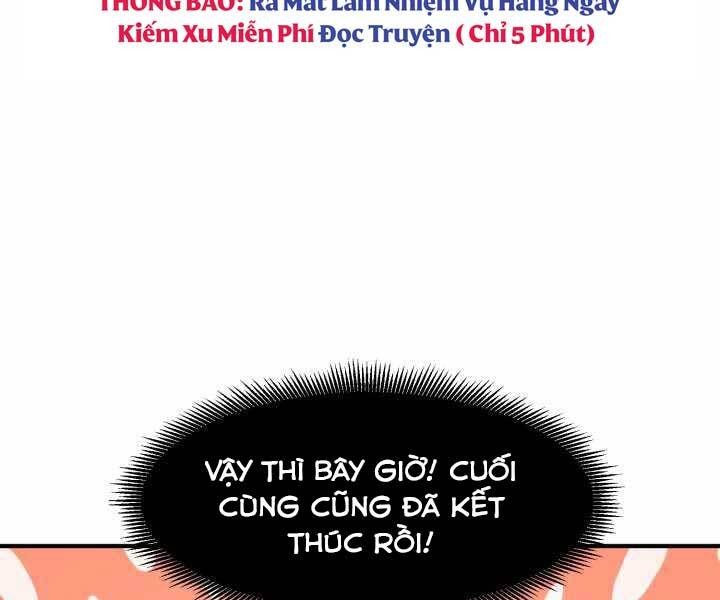 THÔNG BÁO: Ra Mắt Làm Nhiệm Vụ Hàng Ngày
Kiếm Xu Miễn Phí Đọc Truyện ( Chỉ 5 Phút)
VẬY THÌ BÂY GIỜ! CUỐI
CÙNG CŨNG ĐÃ KẾT
THÚC RỒI!